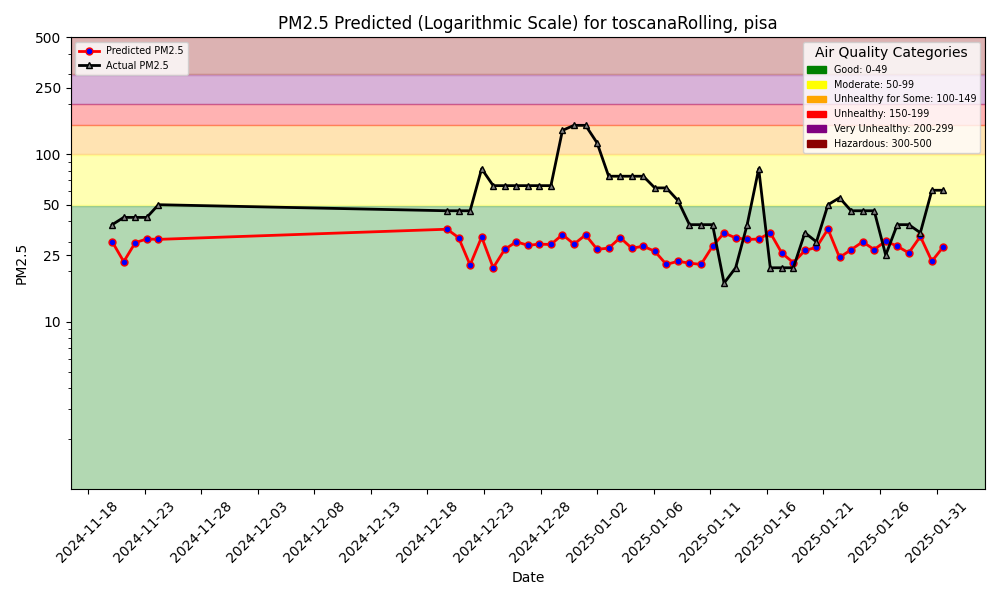 PM2.5 Predicted (Logarithmic Scale) for toscanaRolling, pisa
500
250
100
50
25
10
PM2.5
Predicted PM2.5
Actual PM2.5
Air Quality Categories
Good: 0-49
Moderate: 50-99
Unhealthy for Some: 100-149
Unhealthy: 150-199
Very Unhealthy: 200-299
Hazardous: 300-500
2024-11-18
2024-11-23
2024-11-28
2024-12-03
2024-12-08
2024-12-13
2024-12-18
2024-12-23
2024-12-28
2025-01-02
2025-01-06
2025-01-11
2025-01-16
2025-01-21
2025-01-26
2025-01-31
Date